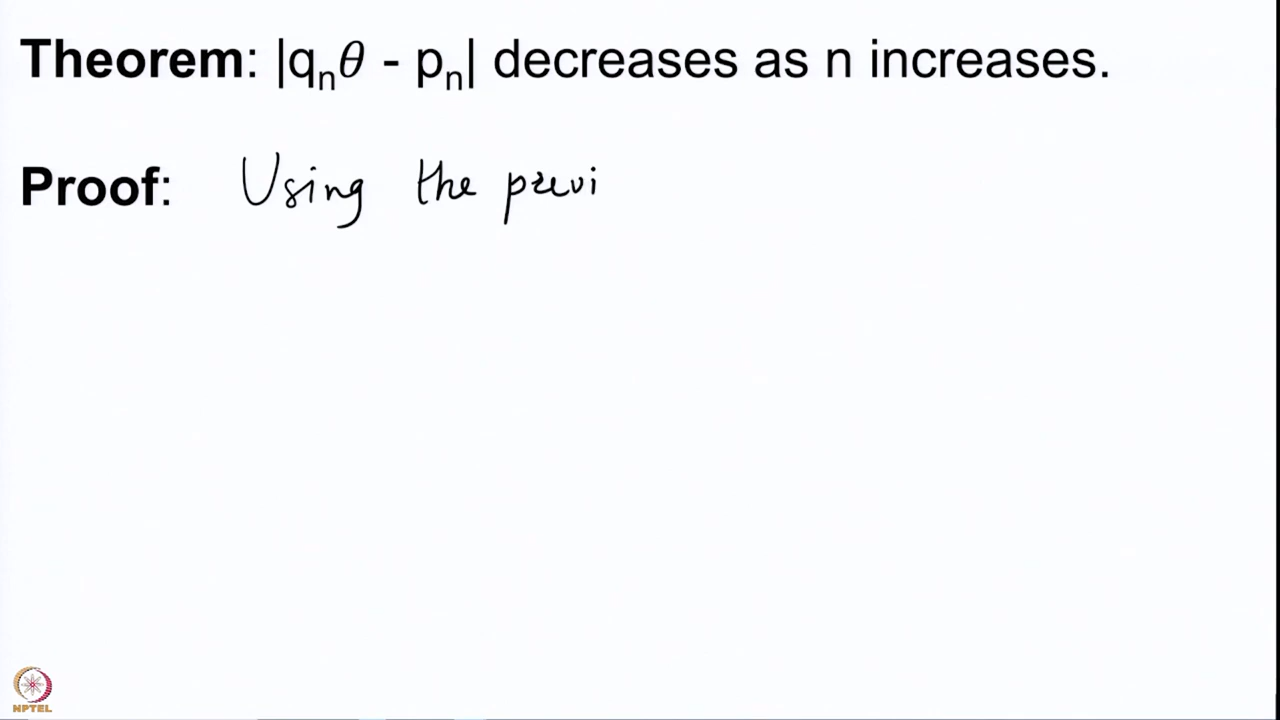 Theorem: |qₙθ - pₙ| decreases as n increases.
Proof: Using the previ
NPTEL